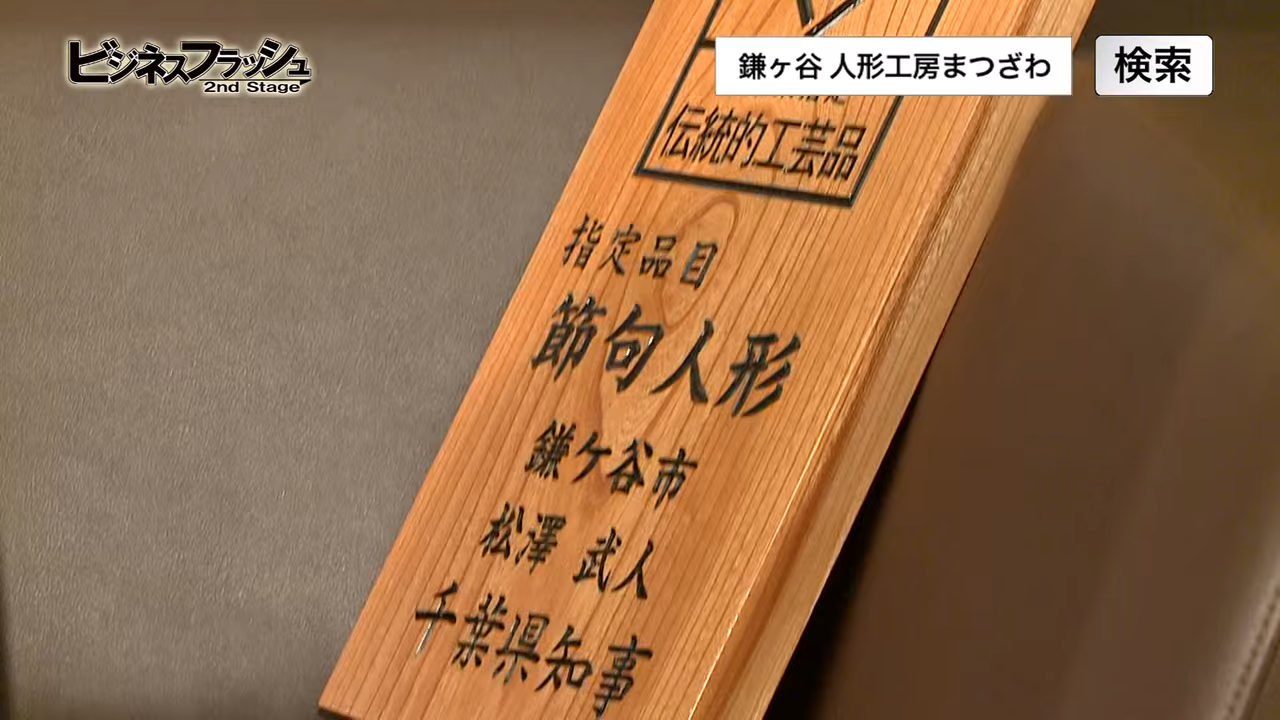 ビジネスフラッシュ
2nd Stage
鎌ヶ谷 人形工房まつざわ
検索
伝統的工芸品
指定品目
節句人形
鎌ケ谷市
松澤 武人
千葉県知事